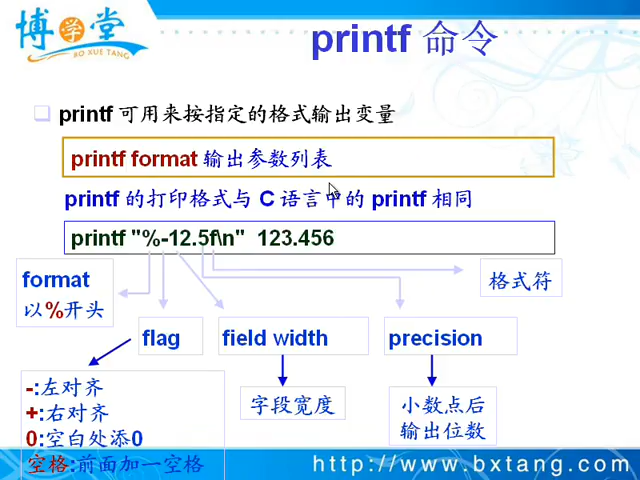 博学堂
BO XUE TANG
printf 命令
printf 可用来按指定的格式输出变量
printf format 输出参数列表
printf 的打印格式与 C 语言中的 printf 相同
printf "%-12.5f\n" 123.456
format
以%开头
格式符
flag
field width
precision
-:左对齐
+:右对齐
0:空白处添0
空格:前面加一空格
字段宽度
小数点后
输出位数
http://www.bxtang.com